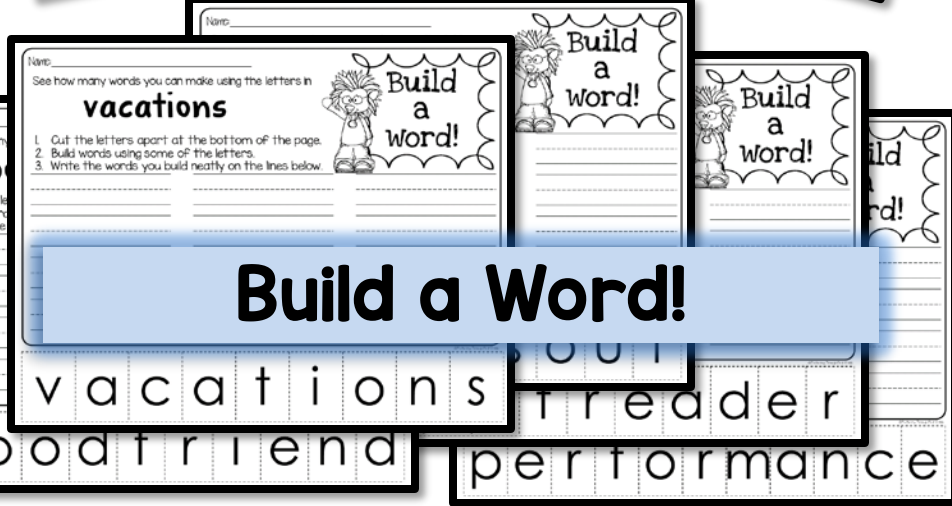 Name:
Build
a
word!
Name:
See how many words you can make using the letters in
vacations
1. Cut the letters apart at the bottom of the page.
2. Build words using some of the letters.
3. Write the words you build neatly on the lines below.
Build
a
word!
Build
a
word!
Build a Word!
v a c a t i o n s
o u r
f r e a d e r
o o d f r i e n d
p e r f o r m a n c e